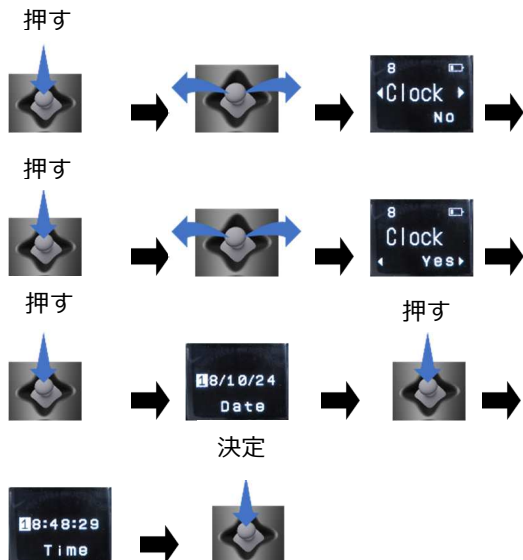 押す
8
◂Clock ▸
No
押す
8
Clock
◂ Yes▸
押す
押す
18/10/24
Date
決定
18:48:29
Time